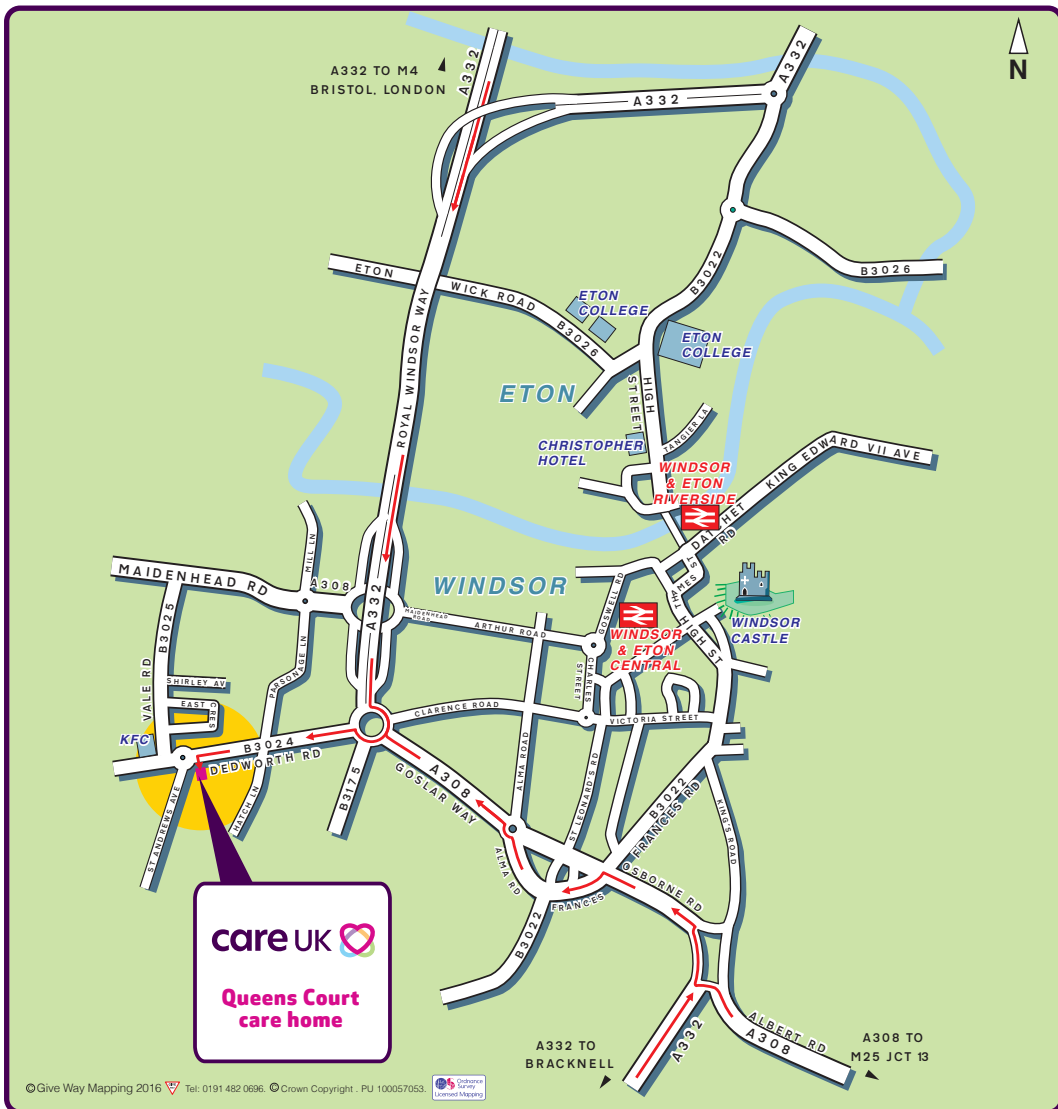 A332 TO M4
BRISTOL, LONDON
A332
A332
A332
N
ETON
WICK ROAD
B3026
B3022
B3026
ROYAL WINDSOR WAY
ETON
COLLEGE
ETON
COLLEGE
ETON
HIGH
STREET
TANGIER LA
CHRISTOPHER
HOTEL
WINDSOR
& ETON
RIVERSIDE
KING EDWARD VII AVE
DATCHET
RD
THAMES ST
WINDSOR
CASTLE
WINDSOR
MILL LN
MAIDENHEAD RD
A308
A332
MAIDENHEAD
ROAD
ARTHUR ROAD
GOSWELL RD
WINDSOR
& ETON
CENTRAL
HIGH ST
B3025
VALE RD
SHIRLEY AV
EAST CRES
PARSONAGE LN
CHARLES
STREET
CLARENCE ROAD
VICTORIA STREET
KFC
B3024
DEDWORTH RD
HATCH LN
ST ANDREWS AVE
B3175
A308
GOSLAR WAY
ALMA ROAD
ALMA RD
ST LEONARD'S RD
B3022
FRANCES RD
KING'S ROAD
OSBORNE RD
FRANCES
B3022
care UK
Queens Court
care home
A332 TO
BRACKNELL
A332
ALBERT RD
A308
A308 TO
M25 JCT 13
© Give Way Mapping 2016 Tel: 0191 482 0696. © Crown Copyright . PU 100057053.
Ordnance
Survey
Licensed Mapping